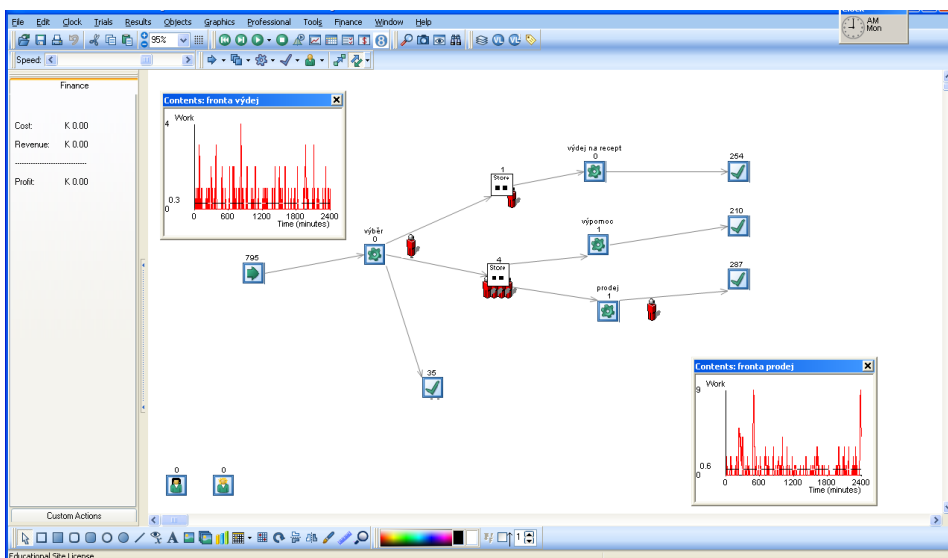 File Edit Clock Trials Results Objects Graphics Professional Tools Finance Window Help
AM
Mon
95%
Speed:
Finance
Cost: K 0.00
Revenue: K 0.00
Profit: K 0.00
Custom Actions
Contents: fronta výdej
4 Work
0.3
0
0 600 1200 1800 2400
Time (minutes)
795
výběr
0
1
Store
výdej na recept
0
254
4
Store
výpomoc
1
210
prodej
1
287
35
0 0
Contents: fronta prodej
9 Work
0.6
0
0 600 1200 1800 2400
Time (minutes)
1
Educational Site License